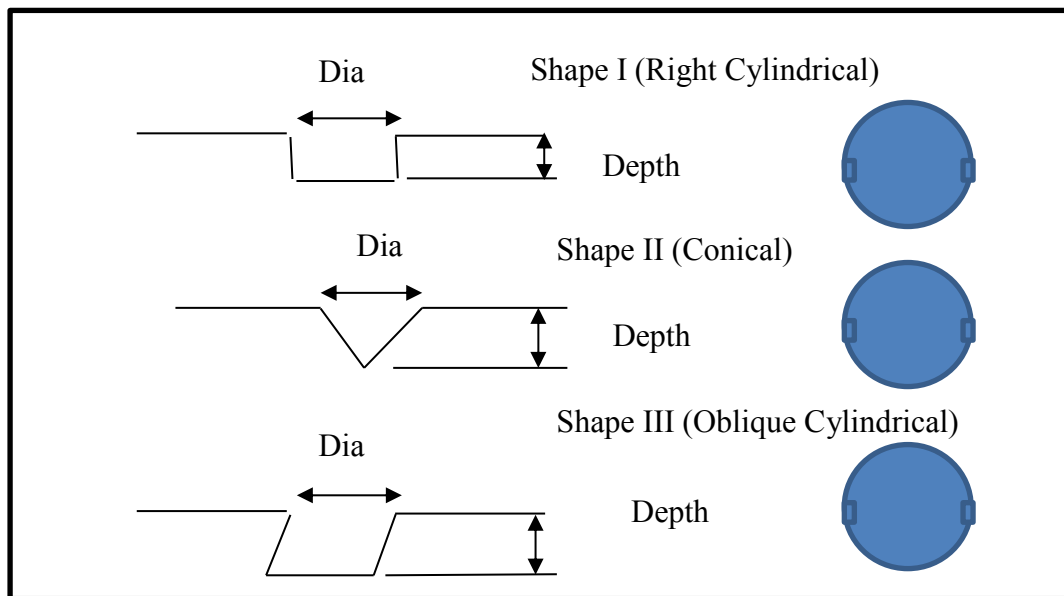 Dia
Shape I (Right Cylindrical)
Depth
Dia
Shape II (Conical)
Depth
Dia
Shape III (Oblique Cylindrical)
Depth